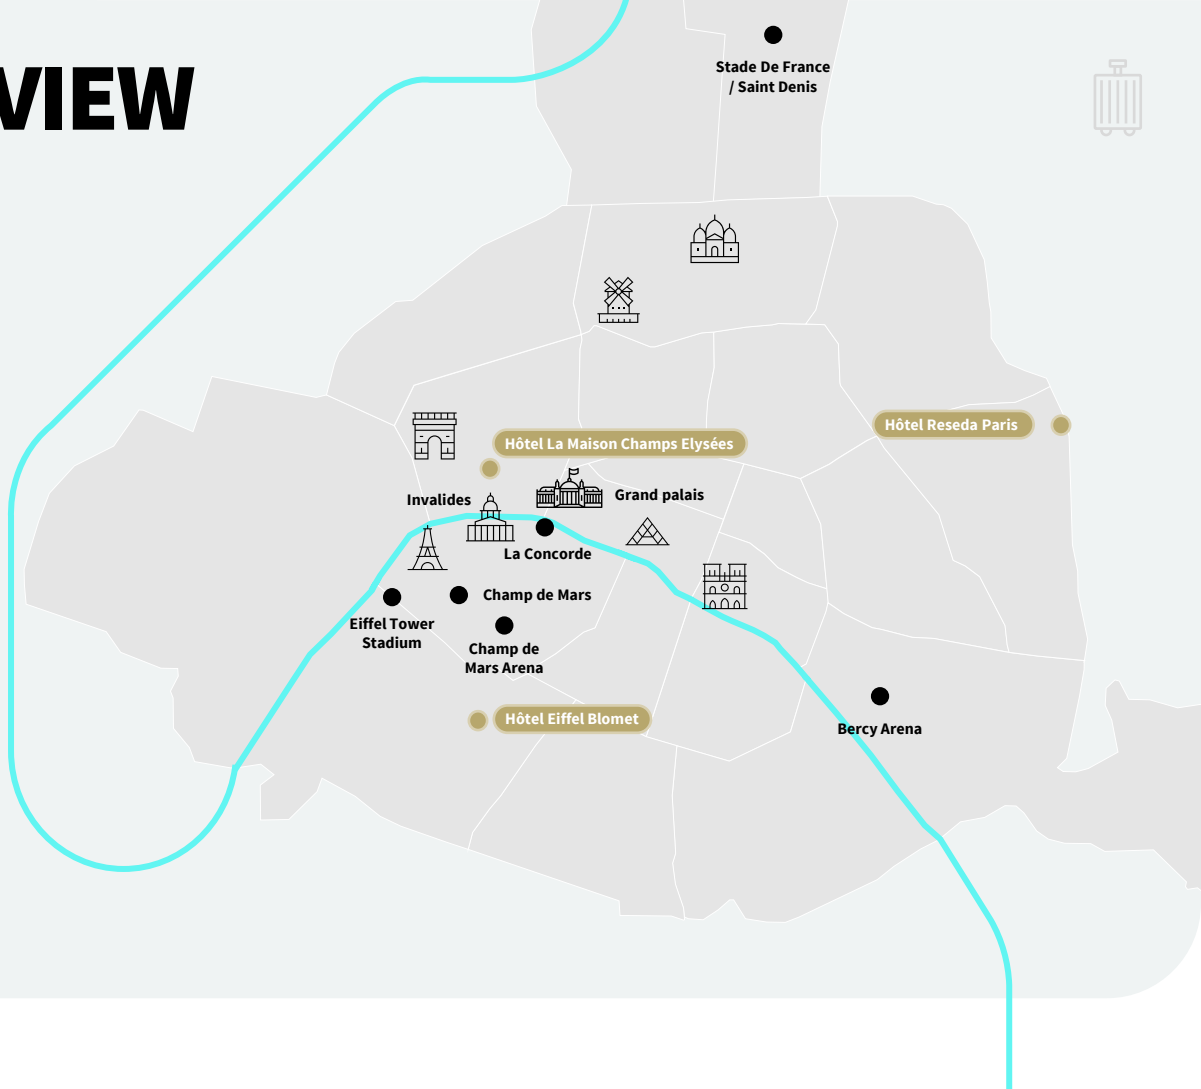 VIEW
Stade De France
/ Saint Denis
Hôtel Reseda Paris
Hôtel La Maison Champs Elysées
Invalides
Grand palais
La Concorde
Champ de Mars
Eiffel Tower
Stadium
Champ de
Mars Arena
Hôtel Eiffel Blomet
Bercy Arena